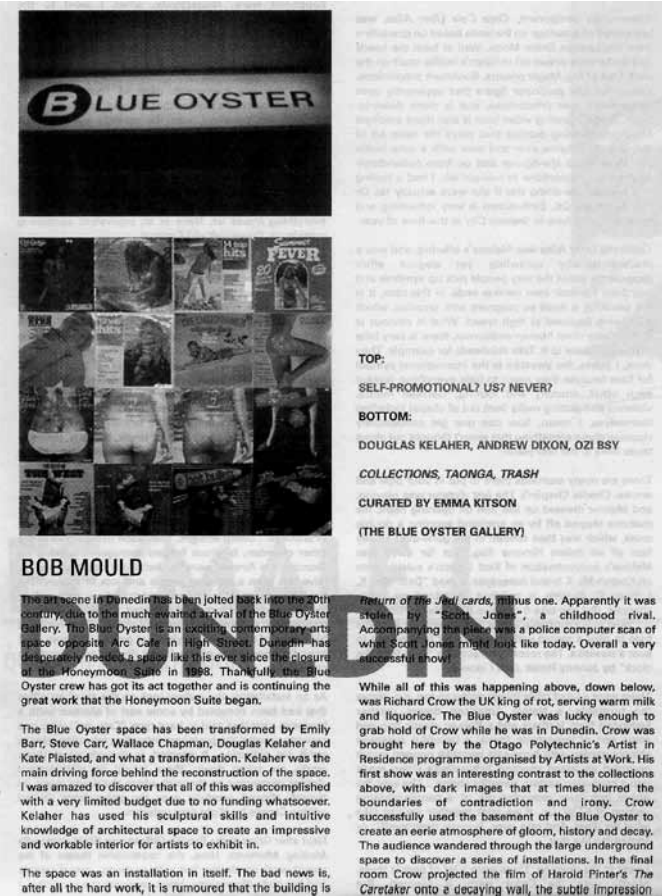 BLUE OYSTER
14 top
hits
Summer
FEVER
20
hits
THE WEST
TOP:
SELF-PROMOTIONAL? US? NEVER?
BOTTOM:
DOUGLAS KELAHER, ANDREW DIXON, OZI BSY
COLLECTIONS, TAONGA, TRASH
CURATED BY EMMA KITSON
(THE BLUE OYSTER GALLERY)
BOB MOULD
DUNEDIN
The art scene in Dunedin has been jolted back into the 20th
century, due to the much awaited arrival of the Blue Oyster
Gallery. The Blue Oyster is an exciting contemporary arts
space opposite Arc Cafe in High Street. Dunedin has
desperately needed a space like this ever since the closure
of the Honeymoon Suite in 1998. Thankfully the Blue
Oyster crew has got its act together and is continuing the
great work that the Honeymoon Suite began.
The Blue Oyster space has been transformed by Emily
Barr, Steve Carr, Wallace Chapman, Douglas Kelaher and
Kate Plaisted, and what a transformation. Kelaher was the
main driving force behind the reconstruction of the space.
I was amazed to discover that all of this was accomplished
with a very limited budget due to no funding whatsoever.
Kelaher has used his sculptural skills and intuitive
knowledge of architectural space to create an impressive
and workable interior for artists to exhibit in.
The space was an installation in itself. The bad news is,
after all the hard work, it is rumoured that the building is
Return of the Jedi cards, minus one. Apparently it was
stolen by "Scott Jones", a childhood rival.
Accompanying the piece was a police computer scan of
what Scott Jones might look like today. Overall a very
successful show!
While all of this was happening above, down below,
was Richard Crow the UK king of rot, serving warm milk
and liquorice. The Blue Oyster was lucky enough to
grab hold of Crow while he was in Dunedin. Crow was
brought here by the Otago Polytechnic's Artist in
Residence programme organised by Artists at Work. His
first show was an interesting contrast to the collections
above, with dark images that at times blurred the
boundaries of contradiction and irony. Crow
successfully used the basement of the Blue Oyster to
create an eerie atmosphere of gloom, history and decay.
The audience wandered through the large underground
space to discover a series of installations. In the final
room Crow projected the film of Harold Pinter's The
Caretaker onto a decaying wall, the subtle impression